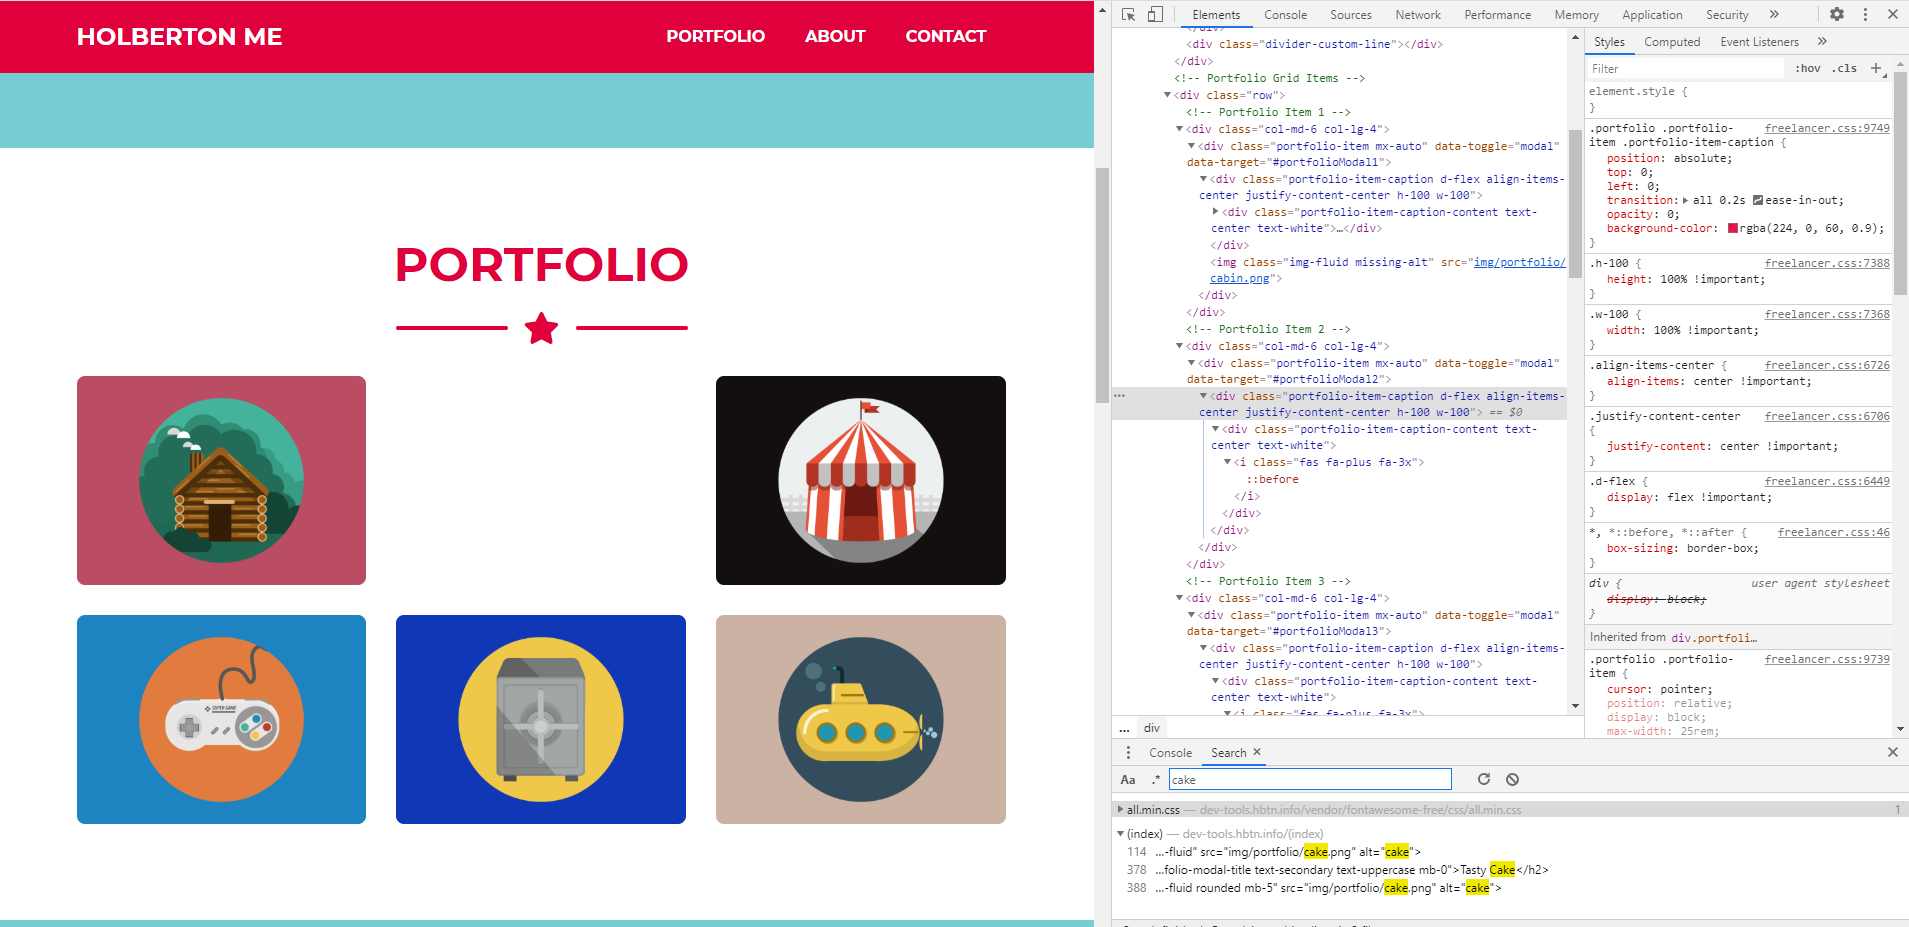 HOLBERTON ME
PORTFOLIO ABOUT CONTACT
PORTFOLIO
SUPER GAME
Elements Console Sources Network Performance Memory Application Security »
</div>
<div class="divider-custom-line"></div>
</div>
<!-- Portfolio Grid Items -->
<div class="row">
<!-- Portfolio Item 1 -->
<div class="col-md-6 col-lg-4">
<div class="portfolio-item mx-auto" data-toggle="modal"
data-target="#portfolioModal1">
<div class="portfolio-item-caption d-flex align-items-
center justify-content-center h-100 w-100">
<div class="portfolio-item-caption-content text-
center text-white">…</div>
</div>
<img class="img-fluid missing-alt" src="img/portfolio/
cabin.png">
</div>
</div>
<!-- Portfolio Item 2 -->
<div class="col-md-6 col-lg-4">
<div class="portfolio-item mx-auto" data-toggle="modal"
data-target="#portfolioModal2">
<div class="portfolio-item-caption d-flex align-items-
center justify-content-center h-100 w-100"> == $0
<div class="portfolio-item-caption-content text-
center text-white">
<i class="fas fa-plus fa-3x">
::before
</i>
</div>
</div>
</div>
</div>
<!-- Portfolio Item 3 -->
<div class="col-md-6 col-lg-4">
<div class="portfolio-item mx-auto" data-toggle="modal"
data-target="#portfolioModal3">
<div class="portfolio-item-caption d-flex align-items-
center justify-content-center h-100 w-100">
<div class="portfolio-item-caption-content text-
center text-white">
<i class="fas fa-plus fa-3x">
... div
Styles Computed Event Listeners »
Filter :hov .cls +
element.style {
}
.portfolio .portfolio- freelancer.css:9749
item .portfolio-item-caption {
position: absolute;
top: 0;
left: 0;
transition: all 0.2s ease-in-out;
opacity: 0;
background-color: rgba(224, 0, 60, 0.9);
}
.h-100 { freelancer.css:7388
height: 100% !important;
}
.w-100 { freelancer.css:7368
width: 100% !important;
}
.align-items-center { freelancer.css:6726
align-items: center !important;
}
.justify-content-center freelancer.css:6706
{
justify-content: center !important;
}
.d-flex { freelancer.css:6449
display: flex !important;
}
*, *::before, *::after { freelancer.css:46
box-sizing: border-box;
}
div { user agent stylesheet
display: block;
}
Inherited from div.portfoli…
.portfolio .portfolio- freelancer.css:9739
item {
cursor: pointer;
position: relative;
display: block;
max-width: 25rem;
Console Search ×
Aa .* cake
all.min.css — dev-tools.hbtn.info/vendor/fontawesome-free/css/all.min.css 1
(index) — dev-tools.hbtn.info/(index)
114 …-fluid" src="img/portfolio/cake.png" alt="cake">
378 …folio-modal-title text-secondary text-uppercase mb-0">Tasty Cake</h2>
388 …-fluid rounded mb-5" src="img/portfolio/cake.png" alt="cake">